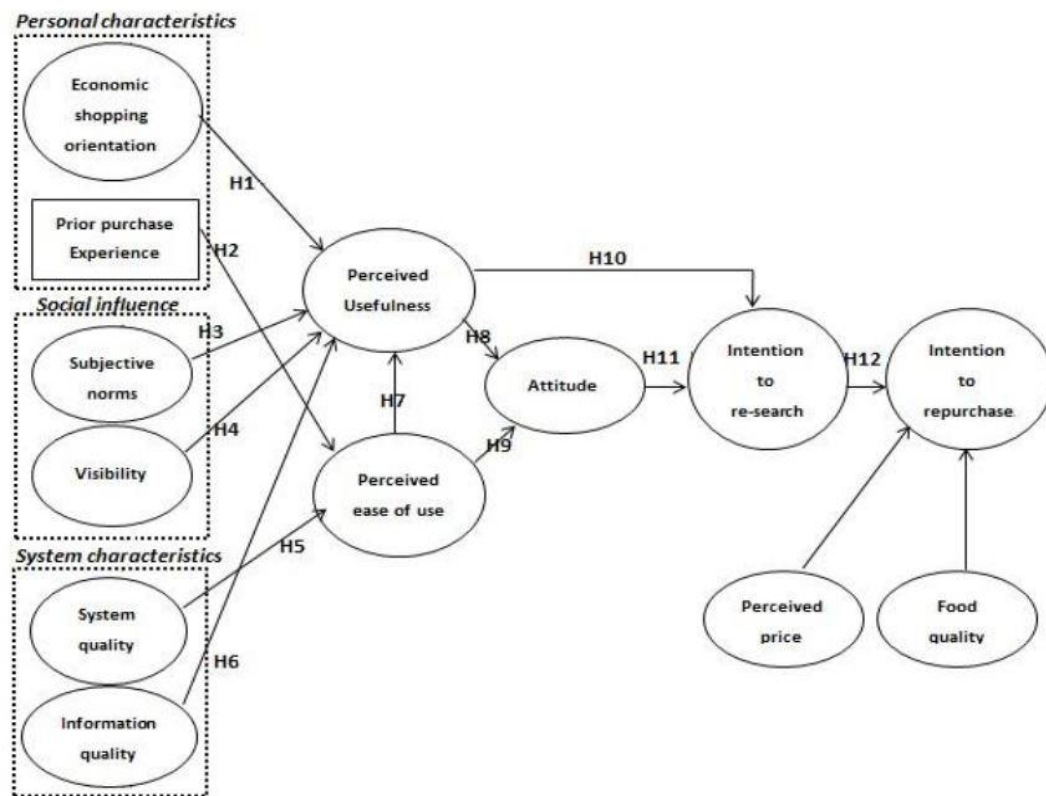 Personal characteristics
Economic
shopping
orientation
H1
Prior purchase
Experience
H2
Social influence
Subjective
norms
H3
Visibility
H4
System characteristics
System
quality
H5
Information
quality
H6
Perceived
Usefulness
H7
Perceived
ease of use
H8
H9
Attitude
H10
H11
Intention
to
re-search
H12
Intention
to
repurchase
Perceived
price
Food
quality